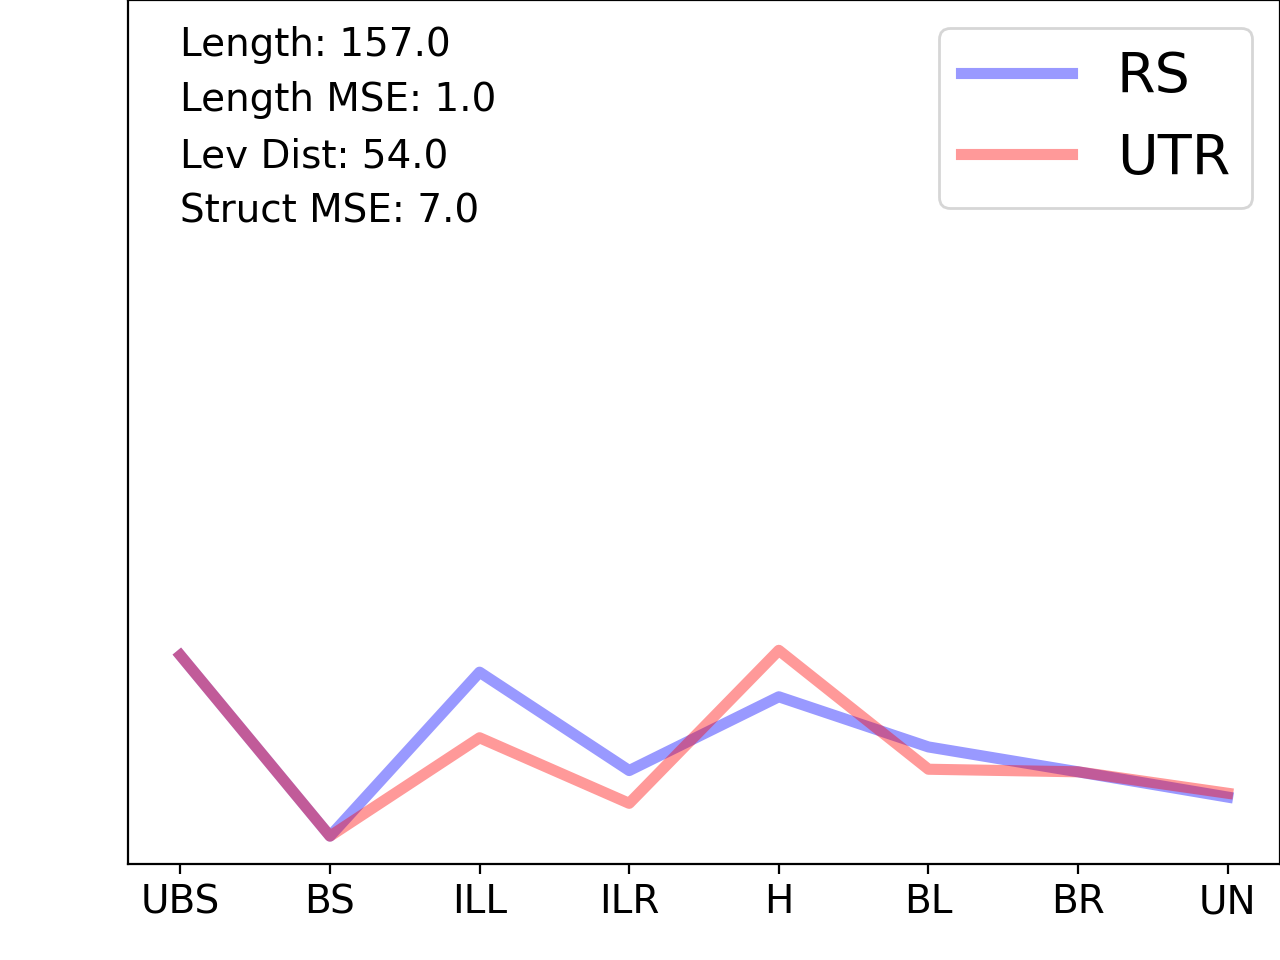 Length: 157.0
Length MSE: 1.0
Lev Dist: 54.0
Struct MSE: 7.0
RS
UTR
UBS BS ILL ILR H BL BR UN